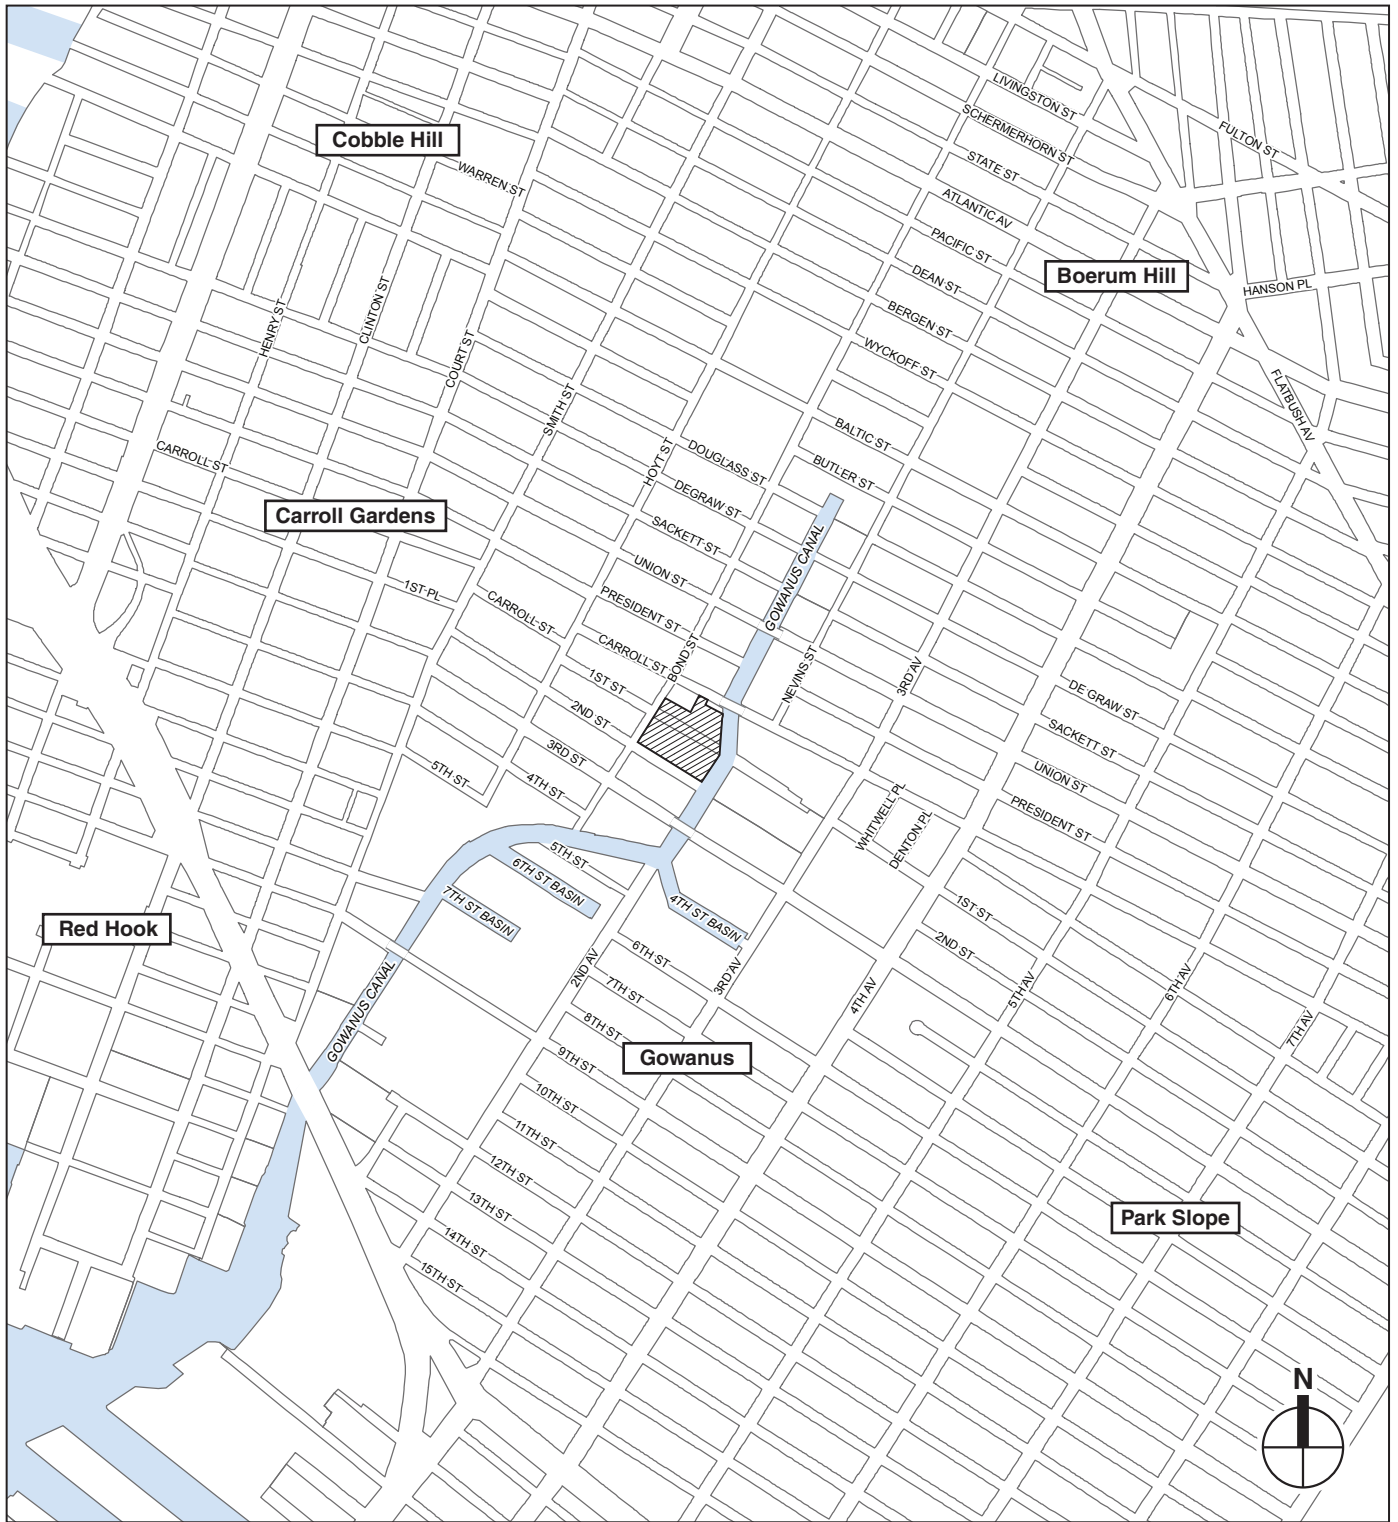 LIVINGSTON ST
SCHERMERHORN ST
FULTON ST
Cobble Hill
WARREN ST
STATE ST
ATLANTIC AV
PACIFIC ST
Boerum Hill
DEAN ST
HANSON PL
BERGEN ST
HENRY ST
CLINTON ST
COURT ST
WYCKOFF ST
SMITH ST
FLATBUSH AV
BALTIC ST
CARROLL ST
HOYT ST
DOUGLASS ST
BUTLER ST
DEGRAW ST
Carroll Gardens
SACKETT ST
GOWANUS CANAL
UNION ST
1ST PL
CARROLL ST
PRESIDENT ST
CARROLL ST
BOND ST
NEVINS ST
3RD AV
1ST ST
2ND ST
DE GRAW ST
SACKETT ST
3RD ST
UNION ST
5TH ST
4TH ST
PRESIDENT ST
WHITWELL PL
DENTON PL
5TH ST
6TH ST BASIN
7TH ST BASIN
4TH ST BASIN
1ST ST
Red Hook
2ND ST
6TH ST
2ND AV
3RD AV
4TH AV
5TH AV
6TH AV
7TH ST
7TH AV
GOWANUS CANAL
8TH ST
Gowanus
9TH ST
10TH ST
11TH ST
12TH ST
13TH ST
Park Slope
14TH ST
15TH ST
N